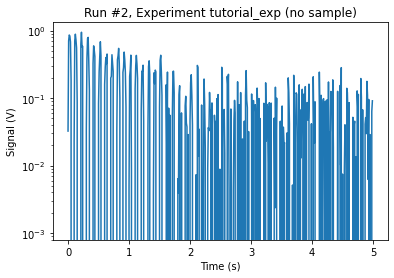 Run #2, Experiment tutorial_exp (no sample)
Signal (V)
10⁰
10⁻¹
10⁻²
10⁻³
0 1 2 3 4 5
Time (s)